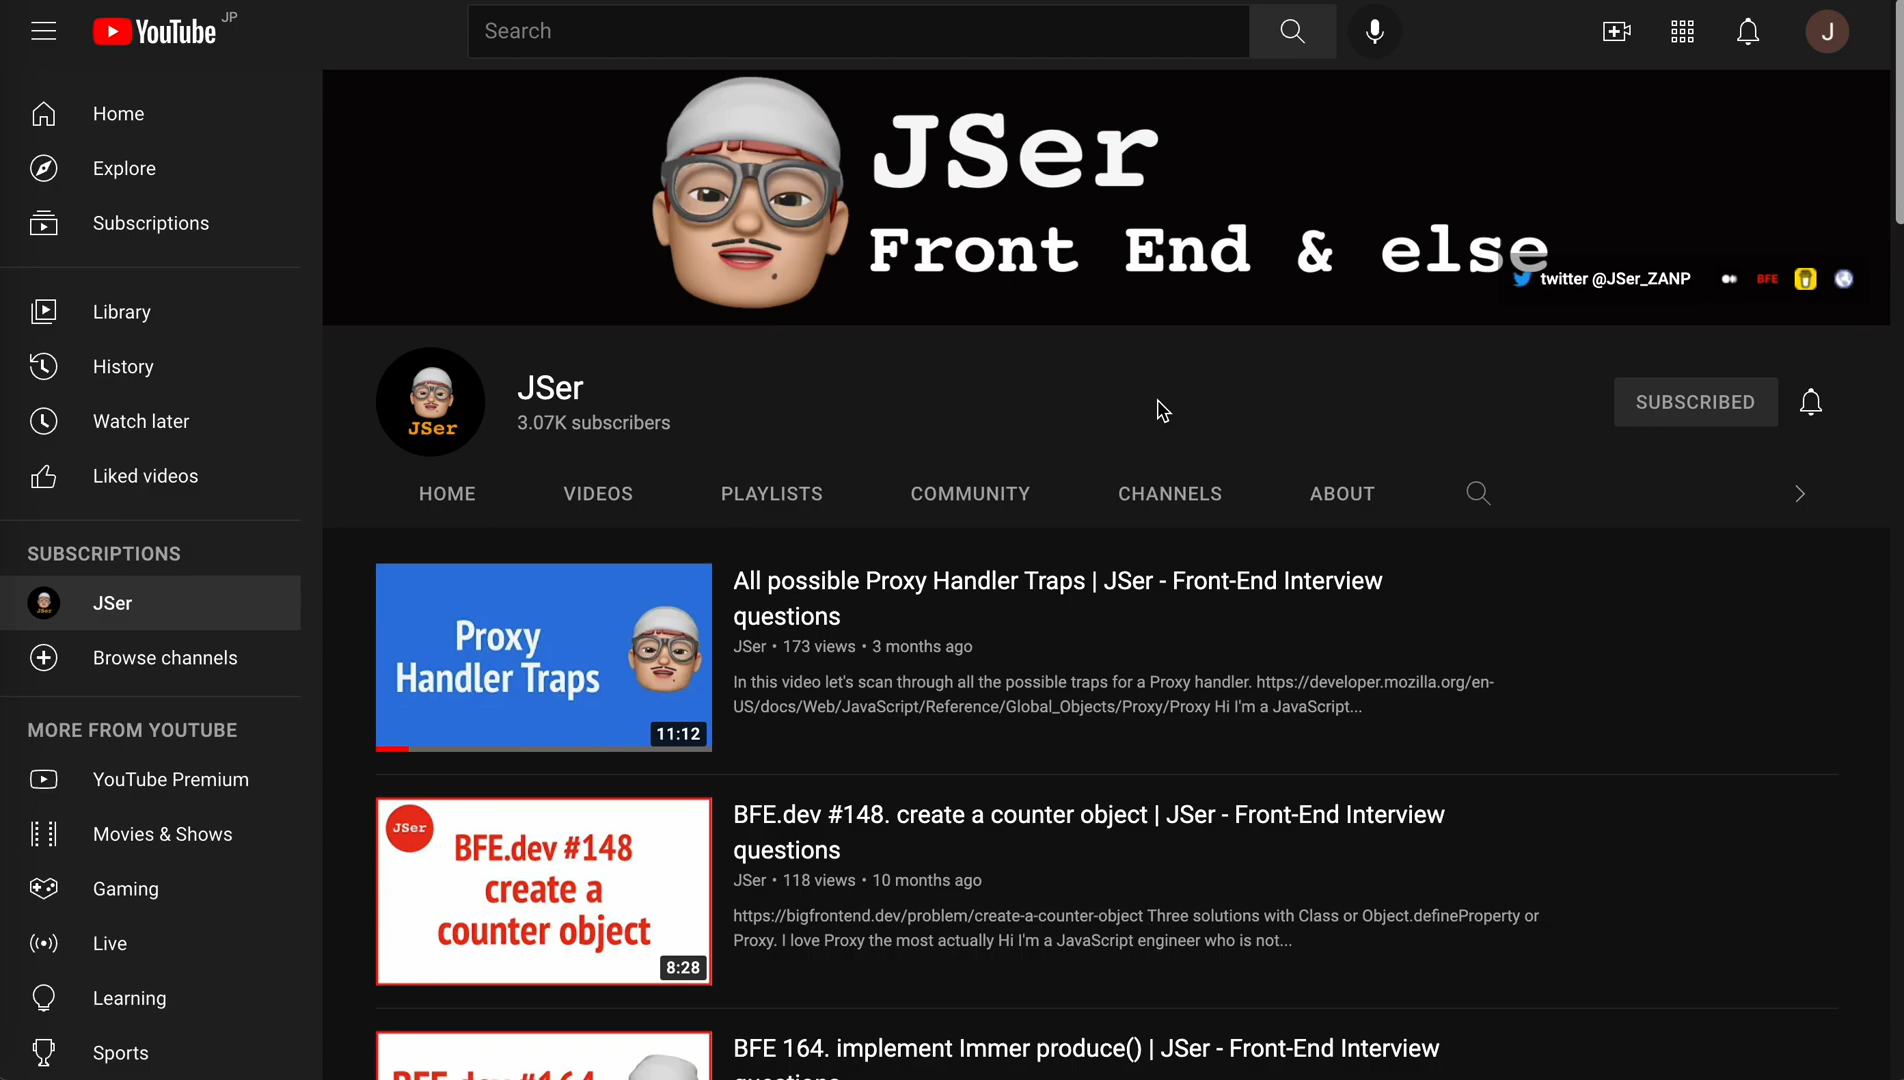 YouTube JP
Search
J
Home
Explore
Subscriptions
Library
History
Watch later
Liked videos
SUBSCRIPTIONS
JSer
Browse channels
MORE FROM YOUTUBE
YouTube Premium
Movies & Shows
Gaming
Live
Learning
Sports
JSer
Front End & else
twitter @JSer_ZANP
BFE
JSer
JSer
3.07K subscribers
SUBSCRIBED
HOME
VIDEOS
PLAYLISTS
COMMUNITY
CHANNELS
ABOUT
Proxy
Handler Traps
11:12
All possible Proxy Handler Traps | JSer - Front-End Interview
questions
JSer • 173 views • 3 months ago
In this video let's scan through all the possible traps for a Proxy handler. https://developer.mozilla.org/en-
US/docs/Web/JavaScript/Reference/Global_Objects/Proxy/Proxy Hi I'm a JavaScript...
JSer
BFE.dev #148
create a
counter object
8:28
BFE.dev #148. create a counter object | JSer - Front-End Interview
questions
JSer • 118 views • 10 months ago
https://bigfrontend.dev/problem/create-a-counter-object Three solutions with Class or Object.defineProperty or
Proxy. I love Proxy the most actually Hi I'm a JavaScript engineer who is not...
BFE.dev #164
BFE 164. implement Immer produce() | JSer - Front-End Interview
questions